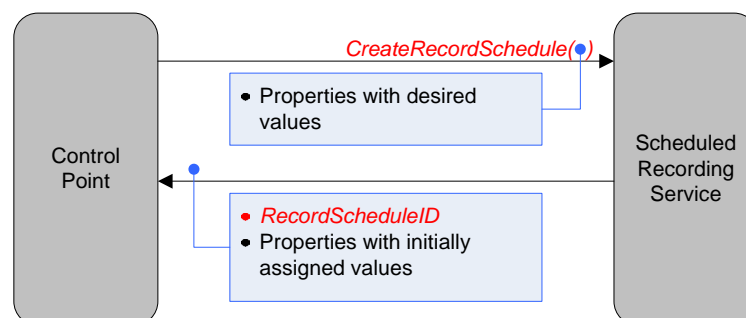 CreateRecordSchedule( )
• Properties with desired
values
Control
Point
Scheduled
Recording
Service
• RecordScheduleID
• Properties with initially
assigned values